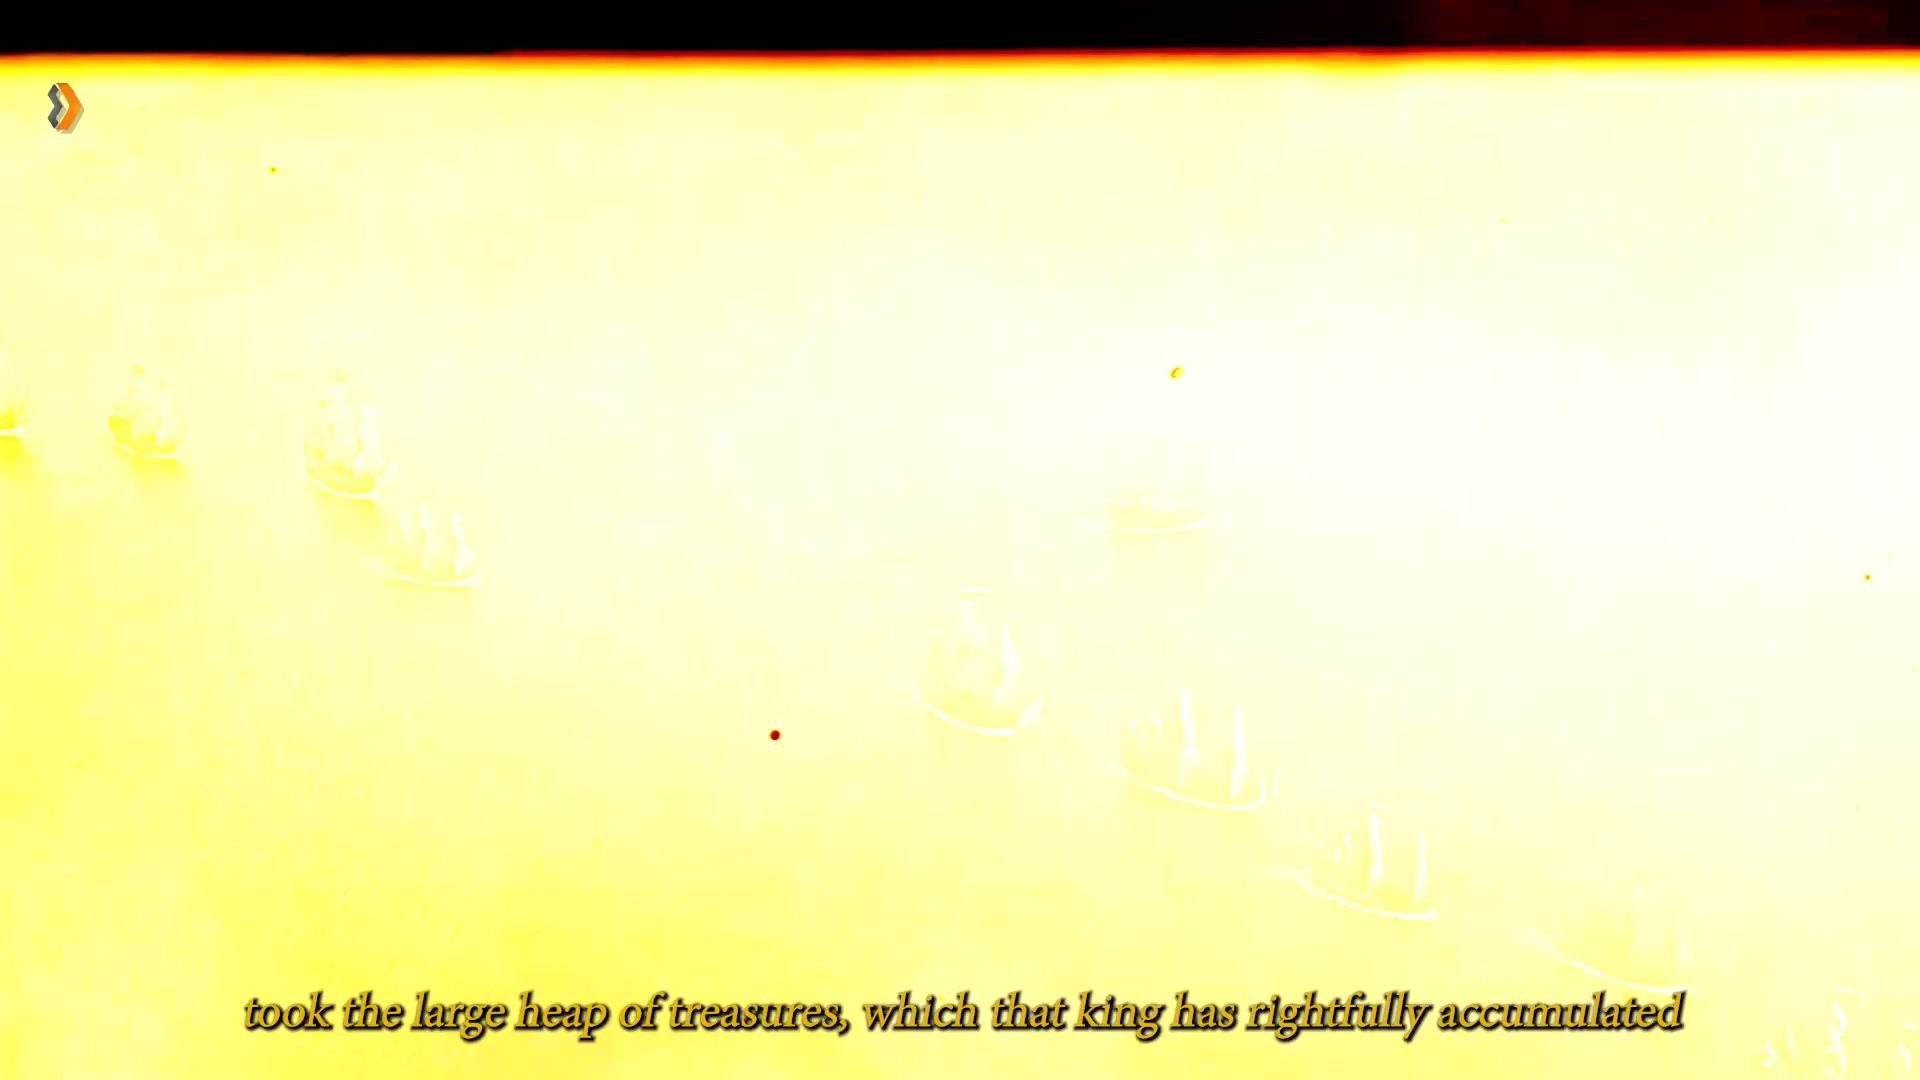 took the large heap of treasures, which that king has rightfully accumulated